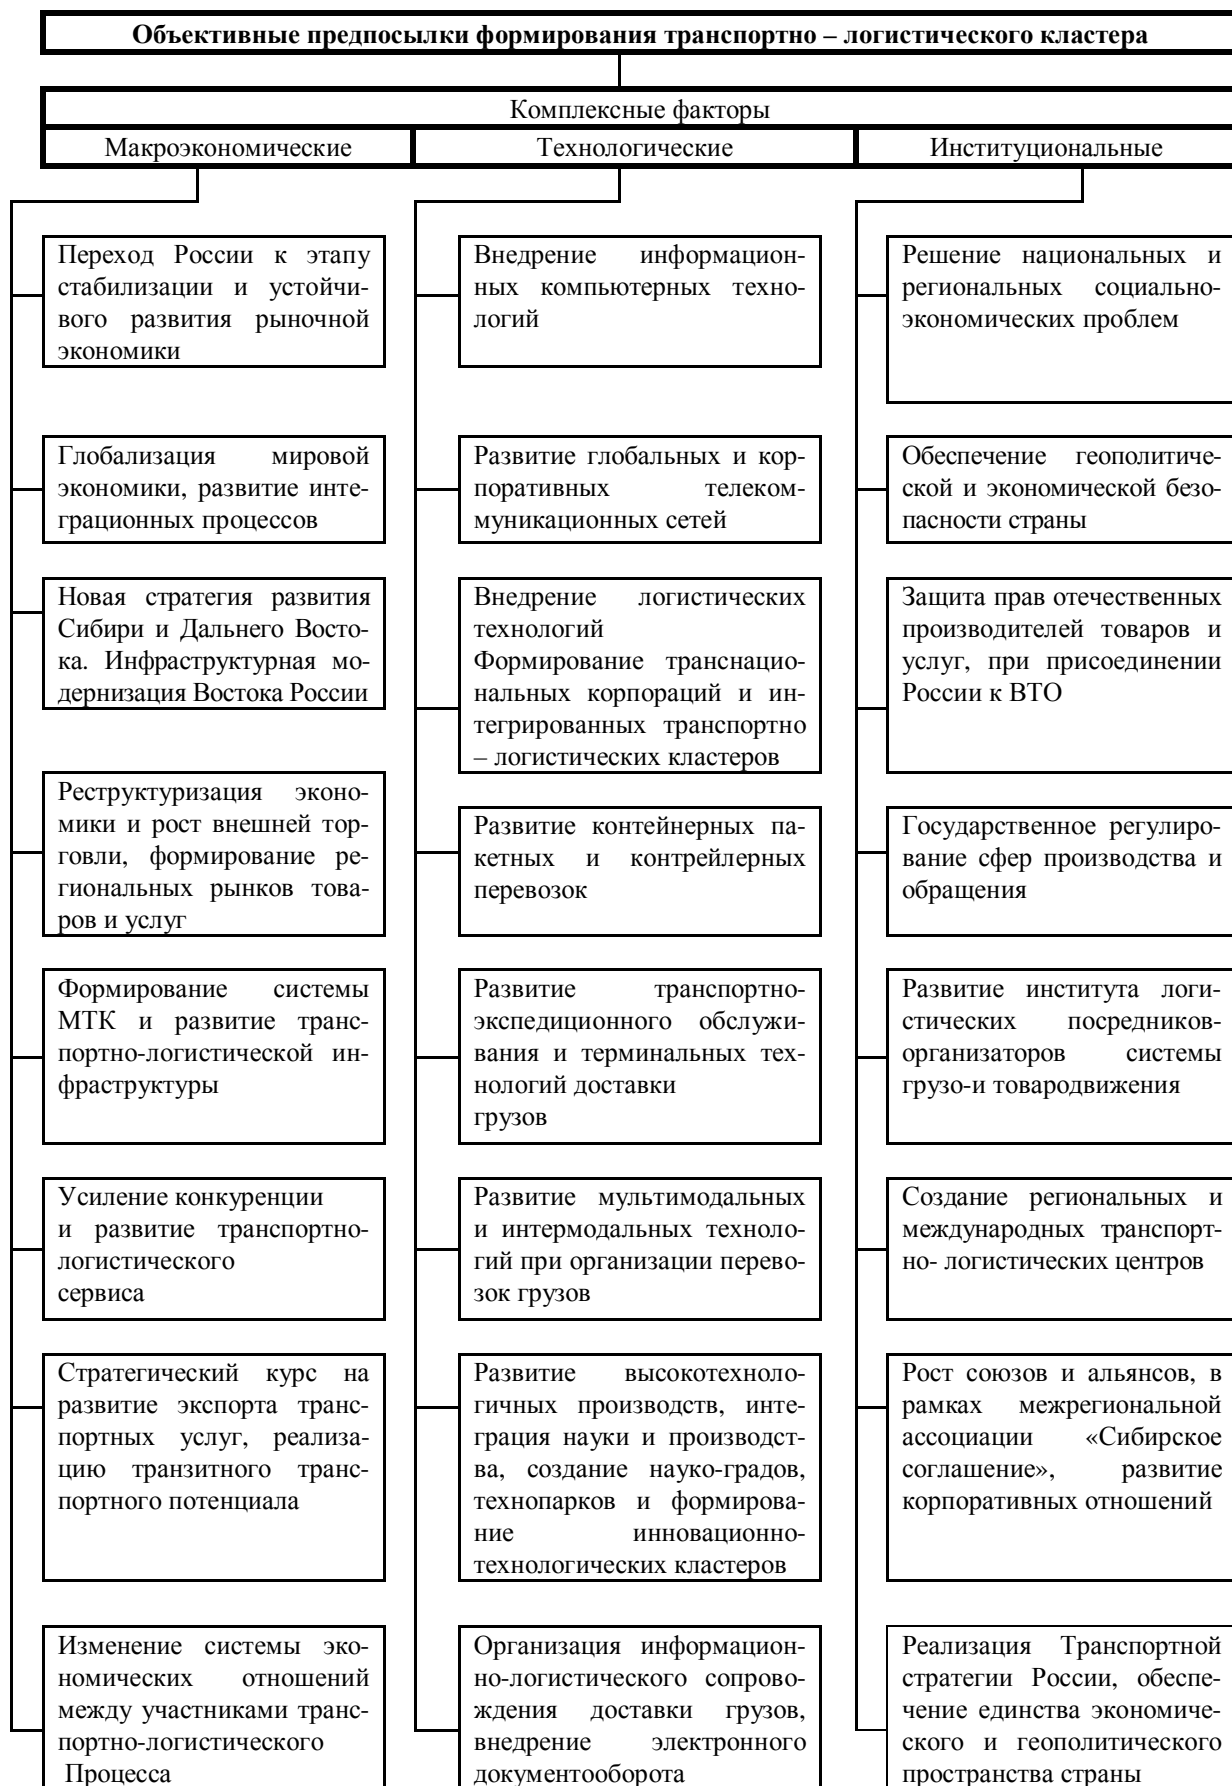 Объективные предпосылки формирования транспортно – логистического кластера
Комплексные факторы
Макроэкономические
Технологические
Институциональные
Переход России к этапу
стабилизации и устойчи-
вого развития рыночной
экономики
Глобализация мировой
экономики, развитие инте-
грационных процессов
Новая стратегия развития
Сибири и Дальнего Восто-
ка. Инфраструктурная мо-
дернизация Востока России
Реструктуризация эконо-
мики и рост внешней тор-
говли, формирование ре-
гиональных рынков това-
ров и услуг
Формирование системы
МТК и развитие транс-
портно-логистической ин-
фраструктуры
Усиление конкуренции
и развитие транспортно-
логистического
сервиса
Стратегический курс на
развитие экспорта транс-
портных услуг, реализа-
цию транзитного транс-
портного потенциала
Изменение системы эко-
номических отношений
между участниками транс-
портно-логистического
Процесса
Внедрение информацион-
ных компьютерных техно-
логий
Развитие глобальных и кор-
поративных телеком-
муникационных сетей
Внедрение логистических
технологий
Формирование транснацио-
нальных корпораций и ин-
тегрированных транспортно
– логистических кластеров
Развитие контейнерных па-
кетных и контрейлерных
перевозок
Развитие транспортно-
экспедиционного обслужи-
вания и терминальных тех-
нологий доставки
грузов
Развитие мультимодальных
и интермодальных техноло-
гий при организации перево-
зок грузов
Развитие высокотехноло-
гичных производств, инте-
грация науки и производст-
ва, создание науко-градов,
технопарков и формирова-
ние инновационно-
технологических кластеров
Организация информацион-
но-логистического сопрово-
ждения доставки грузов,
внедрение электронного
документооборота
Решение национальных и
региональных социально-
экономических проблем
Обеспечение геополитиче-
ской и экономической безо-
пасности страны
Защита прав отечественных
производителей товаров и
услуг, при присоединении
России к ВТО
Государственное регулиро-
вание сфер производства и
обращения
Развитие института логи-
стических посредников-
организаторов системы
грузо-и товародвижения
Создание региональных и
международных транспорт-
но- логистических центров
Рост союзов и альянсов, в
рамках межрегиональной
ассоциации «Сибирское
соглашение», развитие
корпоративных отношений
Реализация Транспортной
стратегии России, обеспе-
чение единства экономиче-
ского и геополитического
пространства страны